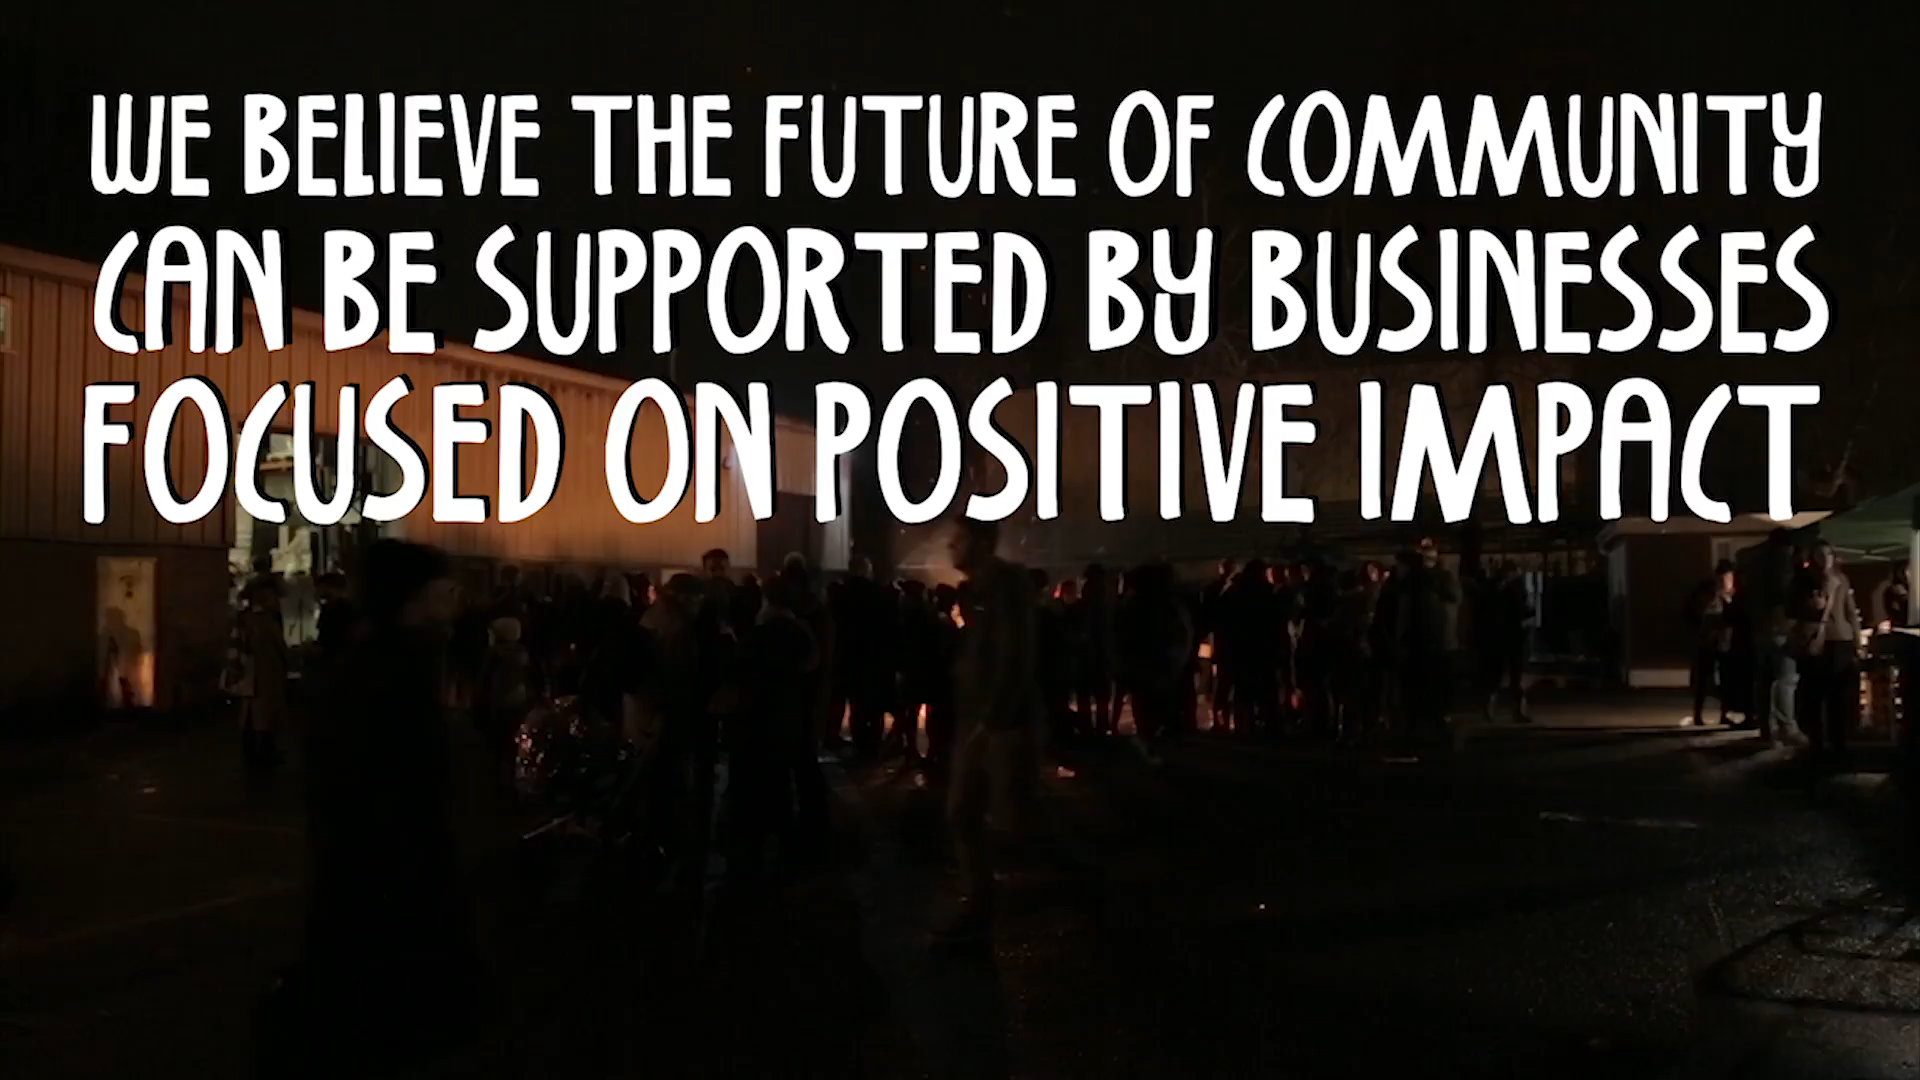 WE BELIEVE THE FUTURE OF COMMUNITY
CAN BE SUPPORTED BY BUSINESSES
FOCUSED ON POSITIVE IMPACT